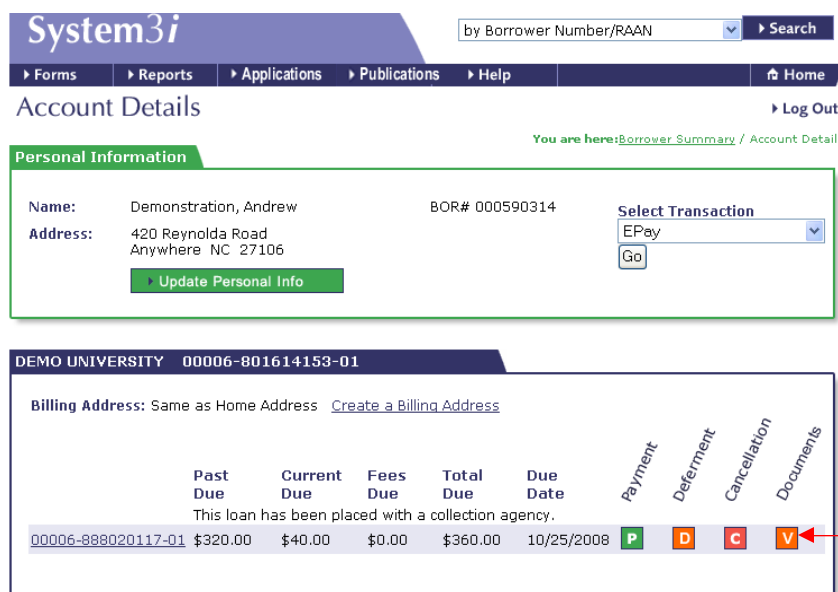 System3i
by Borrower Number/RAAN
Search
Forms Reports Applications Publications Help Home
Account Details
Log Out
You are here:Borrower Summary / Account Detail
Personal Information
Name: Demonstration, Andrew BOR# 000590314
Select Transaction
Address: 420 Reynolda Road
EPay
Anywhere NC 27106
Go
Update Personal Info
DEMO UNIVERSITY 00006-801614153-01
Billing Address: Same as Home Address Create a Billing Address
Past Due Current Due Fees Due Total Due Due Date Payment Deferment Cancellation Documents
This loan has been placed with a collection agency.
00006-888020117-01 $320.00 $40.00 $0.00 $360.00 10/25/2008 P D C V